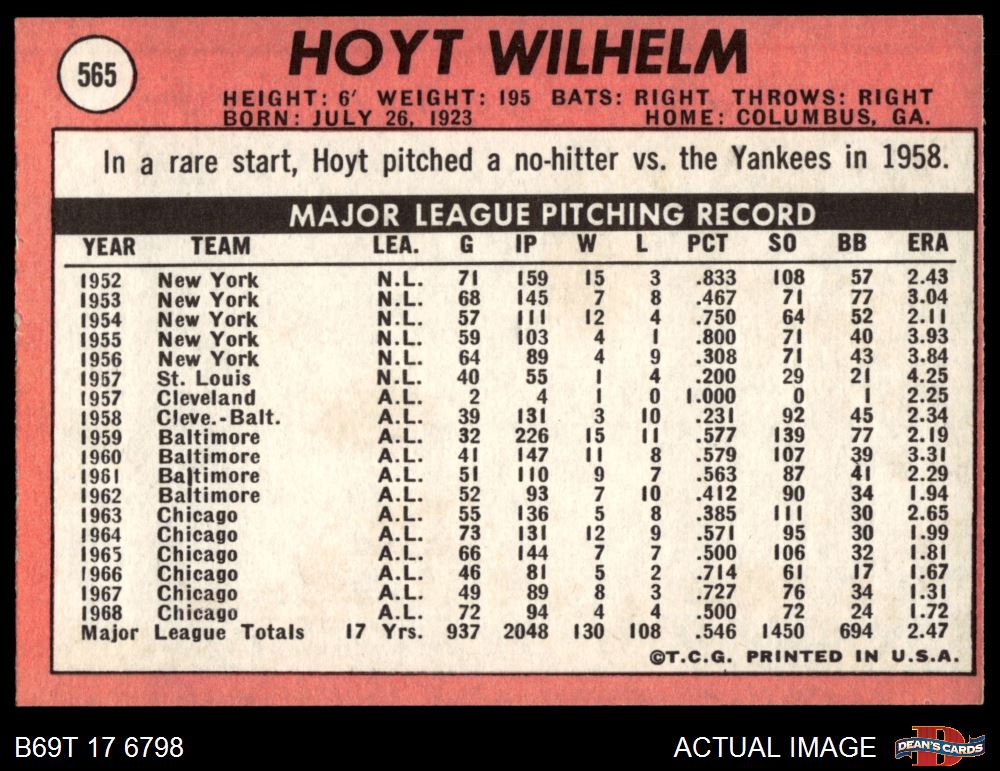 565
HOYT WILHELM
HEIGHT: 6' WEIGHT: 195 BATS: RIGHT THROWS: RIGHT
BORN: JULY 26, 1923 HOME: COLUMBUS, GA.
In a rare start, Hoyt pitched a no-hitter vs. the Yankees in 1958.
MAJOR LEAGUE PITCHING RECORD
YEAR TEAM LEA. G IP W L PCT SO BB ERA
1952 New York N.L. 71 159 15 3 .833 108 57 2.43
1953 New York N.L. 68 145 7 8 .467 71 77 3.04
1954 New York N.L. 57 111 12 4 .750 64 52 2.11
1955 New York N.L. 59 103 4 1 .800 71 40 3.93
1956 New York N.L. 64 89 4 9 .308 71 43 3.84
1957 St. Louis N.L. 40 55 1 4 .200 29 21 4.25
1957 Cleveland A.L. 2 4 1 0 1.000 0 1 2.25
1958 Cleve.-Balt. A.L. 39 131 3 10 .231 92 45 2.34
1959 Baltimore A.L. 32 226 15 11 .577 139 77 2.19
1960 Baltimore A.L. 41 147 11 8 .579 107 39 3.31
1961 Baltimore A.L. 51 110 9 7 .563 87 41 2.29
1962 Baltimore A.L. 52 93 7 10 .412 90 34 1.94
1963 Chicago A.L. 55 136 5 8 .385 111 30 2.65
1964 Chicago A.L. 73 131 12 9 .571 95 30 1.99
1965 Chicago A.L. 66 144 7 7 .500 106 32 1.81
1966 Chicago A.L. 46 81 5 2 .714 61 17 1.67
1967 Chicago A.L. 49 89 8 3 .727 76 34 1.31
1968 Chicago A.L. 72 94 4 4 .500 72 24 1.72
Major League Totals 17 Yrs. 937 2048 130 108 .546 1450 694 2.47
©T.C.G. PRINTED IN U.S.A.
B69T 17 6798 ACTUAL IMAGE
DEAN'S CARDS